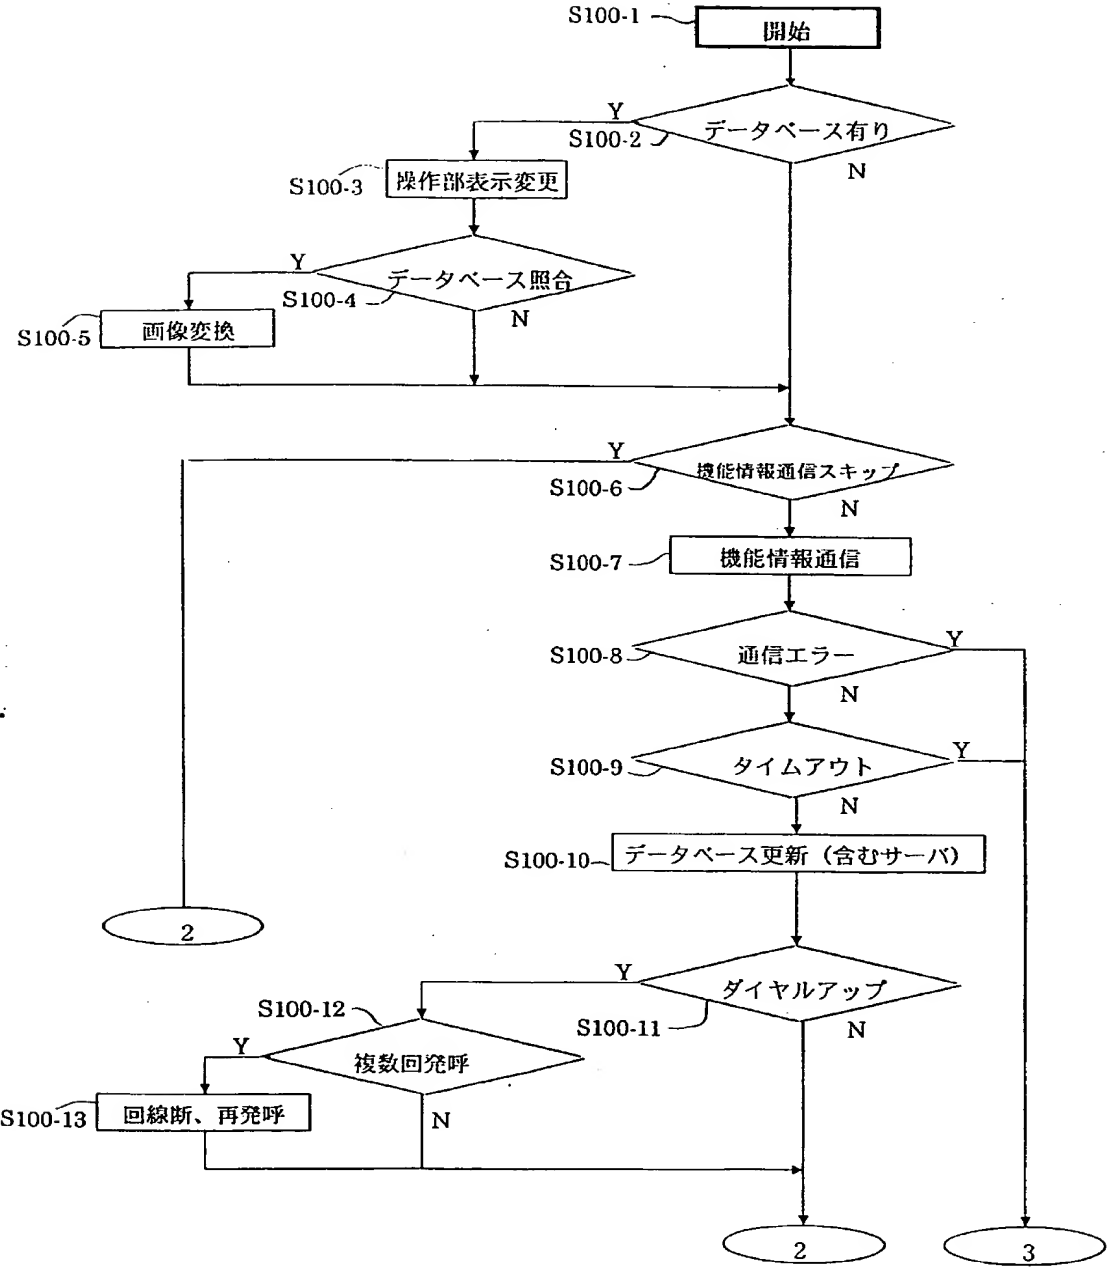 S100-1
開始
Y
データベース有り
S100-2
N
操作部表示変更
S100-3
Y
データベース照合
S100-4
N
画像変換
S100-5
Y
機能情報通信スキップ
S100-6
N
機能情報通信
S100-7
Y
通信エラー
S100-8
N
Y
タイムアウト
S100-9
N
データベース更新（含むサーバ）
S100-10
2
Y
ダイヤルアップ
S100-11
N
S100-12
Y
複数回発呼
N
回線断、再発呼
S100-13
2
3